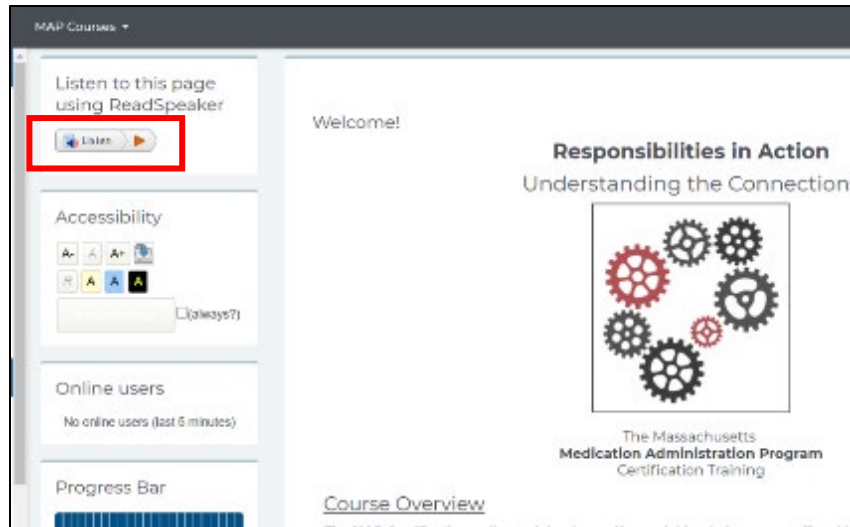 MAP Courses
Listen to this page
using ReadSpeaker
Listen
Accessibility
A- A A+
R A A A
(always?)
Online users
No online users (last 5 minutes)
Progress Bar
Welcome!
Responsibilities in Action
Understanding the Connection
The Massachusetts
Medication Administration Program
Certification Training
Course Overview